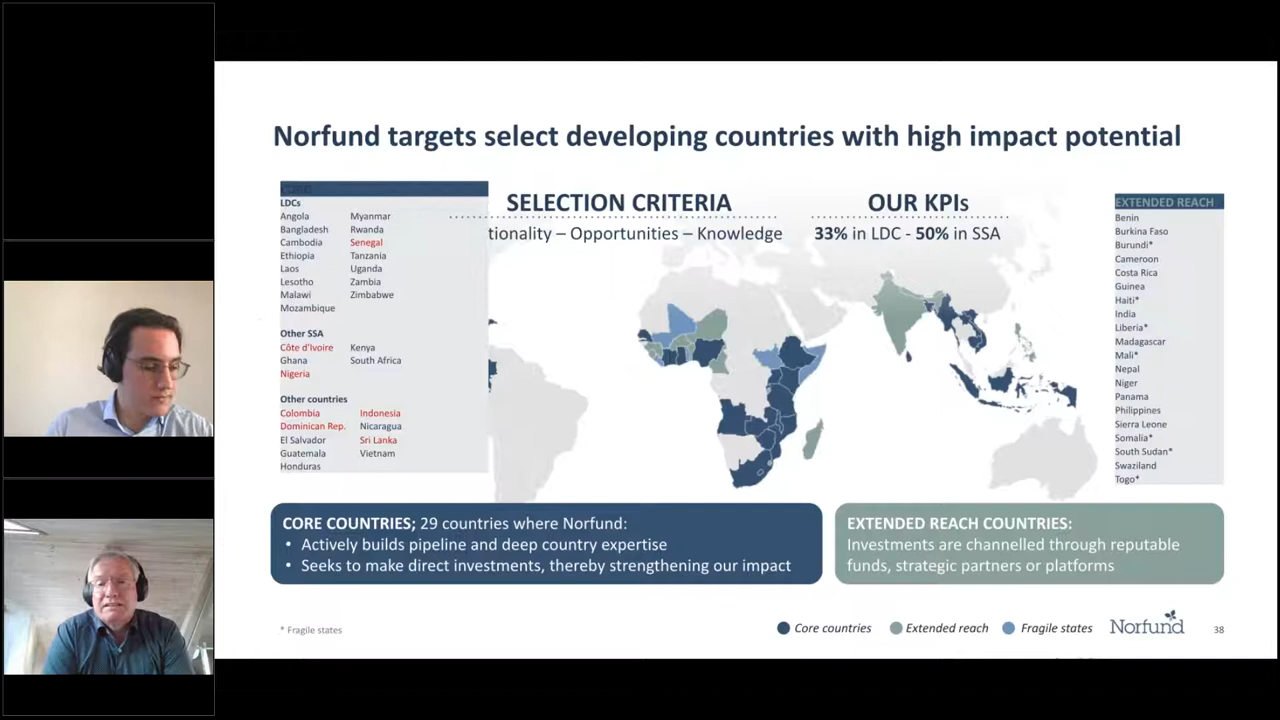 Norfund targets select developing countries with high impact potential
CORE
LDCs
Angola Myanmar
Bangladesh Rwanda
Cambodia Senegal
Ethiopia Tanzania
Laos Uganda
Lesotho Zambia
Malawi Zimbabwe
Mozambique
Other SSA
Côte d'Ivoire Kenya
Ghana South Africa
Nigeria
Other countries
Colombia Indonesia
Dominican Rep. Nicaragua
El Salvador Sri Lanka
Guatemala Vietnam
Honduras
SELECTION CRITERIA
tionality – Opportunities – Knowledge
OUR KPIs
33% in LDC - 50% in SSA
EXTENDED REACH
Benin
Burkina Faso
Burundi*
Cameroon
Costa Rica
Guinea
Haiti*
India
Liberia*
Madagascar
Mali*
Nepal
Niger
Panama
Philippines
Sierra Leone
Somalia*
South Sudan*
Swaziland
Togo*
CORE COUNTRIES; 29 countries where Norfund:
• Actively builds pipeline and deep country expertise
• Seeks to make direct investments, thereby strengthening our impact
EXTENDED REACH COUNTRIES:
Investments are channelled through reputable
funds, strategic partners or platforms
* Fragile states
Core countries Extended reach Fragile states
Norfund
38